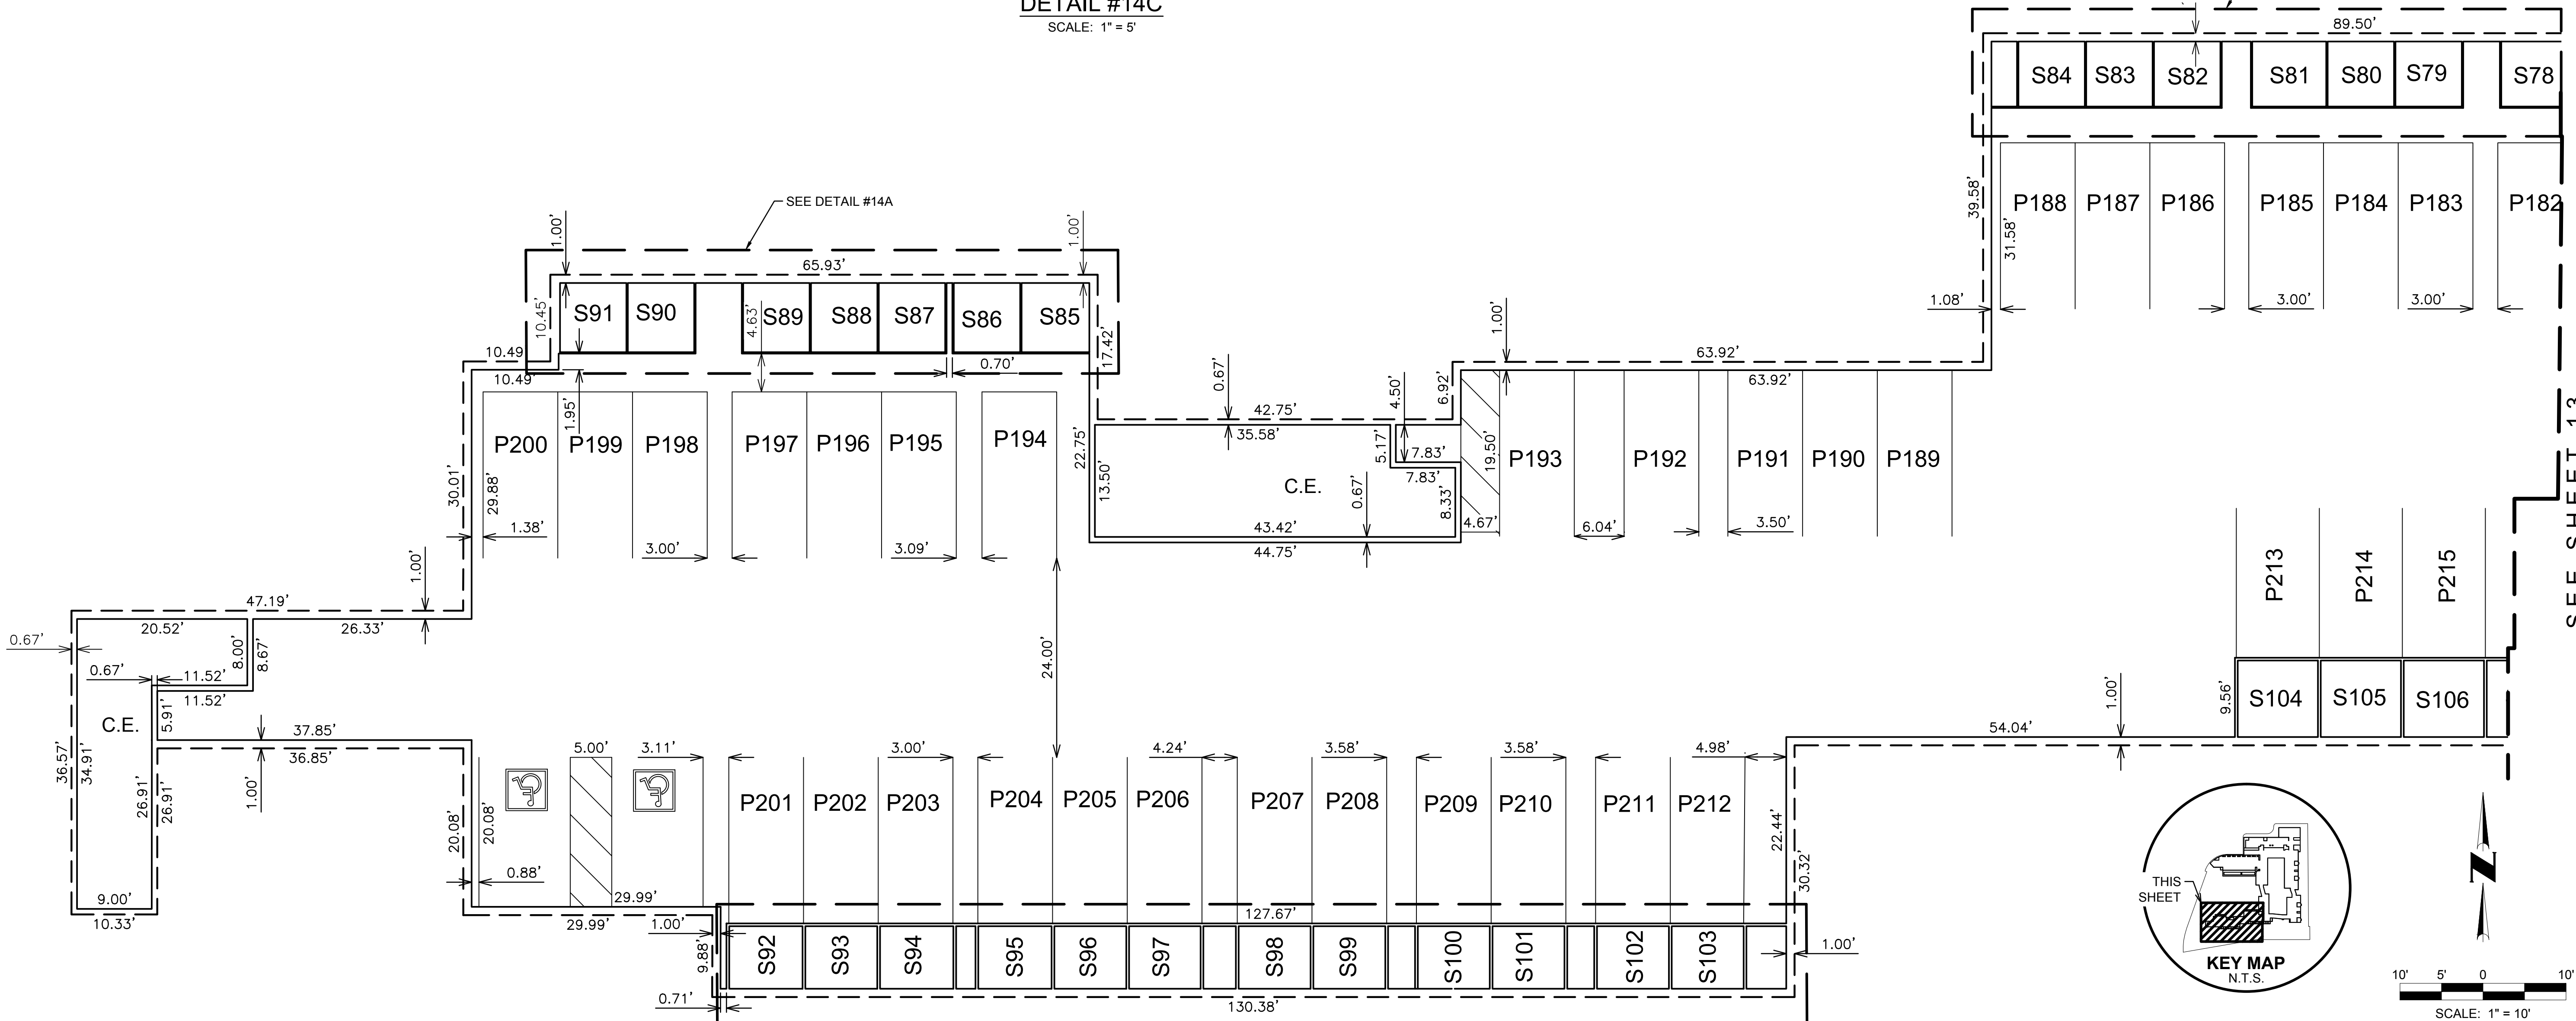 DETAIL #14C
SCALE: 1" = 5'
89.50'
S84
S83
S82
S81
S80
S79
S78
39.58'
31.58'
P188
P187
P186
P185
P184
P183
P182
1.08'
3.00'
3.00'
SEE DETAIL #14A
1.00'
1.00'
65.93'
10.45'
S91
S90
4.63'
S89
S88
S87
S86
S85
17.42'
10.49'
10.49'
0.70'
1.95'
P200
P199
P198
P197
P196
P195
P194
30.01'
29.88'
1.38'
3.00'
3.09'
22.75'
13.50'
0.67'
42.75'
35.58'
4.50'
5.17'
7.83'
7.83'
6.92'
8.33'
C.E.
0.67'
43.42'
44.75'
1.00'
63.92'
63.92'
19.50'
4.67'
P193
P192
P191
P190
P189
6.04'
3.50'
SEE SHEET 13
1.00'
47.19'
20.52'
26.33'
0.67'
8.00'
8.67'
0.67'
11.52'
11.52'
C.E.
5.91'
36.57'
34.91'
26.91'
26.91'
37.85'
36.85'
1.00'
9.00'
10.33'
24.00'
P213
P214
P215
9.56'
S104
S105
S106
1.00'
54.04'
5.00'
3.11'
3.00'
4.24'
3.58'
3.58'
4.98'
20.08'
20.08'
0.88'
P201
P202
P203
P204
P205
P206
P207
P208
P209
P210
P211
P212
22.44'
30.32'
29.99'
29.99'
1.00'
127.67'
9.88'
S92
S93
S94
S95
S96
S97
S98
S99
S100
S101
S102
S103
1.00'
0.71'
130.38'
THIS
SHEET
KEY MAP
N.T.S.
N
10' 5' 0 10'
SCALE: 1" = 10'